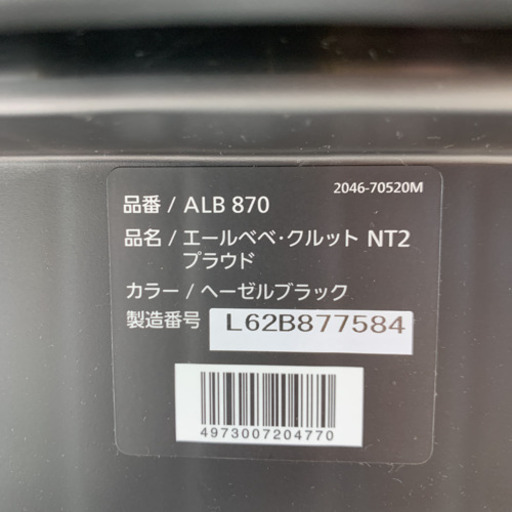 2046-70520M
品番 / ALB 870
品名 / エールベベ・クルット NT2
プラウド
カラー / ヘーゼルブラック
製造番号 L62B877584
4973007204770